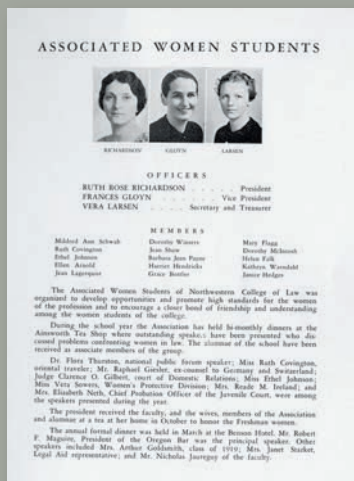 ASSOCIATED WOMEN STUDENTS
RICHARDSON GLOYN LARSEN
OFFICERS
RUTH ROSE RICHARDSON . . . . . President
FRANCES GLOYN . . . . . Vice President
VERA LARSEN . . . . Secretary and Treasurer
MEMBERS
Mildred Ann Schwab Dorothy Winters Mary Flagg
Ruth Covington Jean Shaw Dorothy McIntosh
Ethel Johnson Barbara Jean Payne Helen Falk
Ellen Arnold Harriet Hendricks Kathryn
Jean Lagerquist Grace Janice Hedges
The Associated Women Students of Northwestern College of Law was
organized to develop opportunities and promote high standards for the women
of the profession and to encourage a closer bond of friendship and understanding
among the women students of the college.
During the school year the Association has held bi-monthly dinners at the
Ainsworth Tea Shop where outstanding speakers have been presented who dis-
cussed problems confronting women in law. The alumnae of the school have been
received as associate members of the group.
Dr. Flora Thurston, national public forum speaker; Miss Ruth Covington,
oriental traveler; Mr. Raphael Giesler, ex-consul to Germany and Switzerland;
Judge Clarence O. Gilbert, court of Domestic Relations; Miss Ethel Johnson;
Miss Vera Sowers, Women's Protective Division; Mrs. Reade M. Ireland; and
Mrs. Elizabeth Neth, Chief Probation Officer of the Juvenile Court, were among
the speakers presented during the year.
The president received the faculty, and the wives, members of the Association
and alumnae at a tea at her home in October to honor the Freshman women.
The annual formal dinner was held in March at the Benson Hotel. Mr. Robert
F. Maguire, President of the Oregon Bar was the principal speaker. Other
speakers included Mrs. Arthur Goldsmith, class of 1919; Mrs. Janet Starket,
Legal Aid representative; and Mr. Nicholas Jaureguy of the faculty.